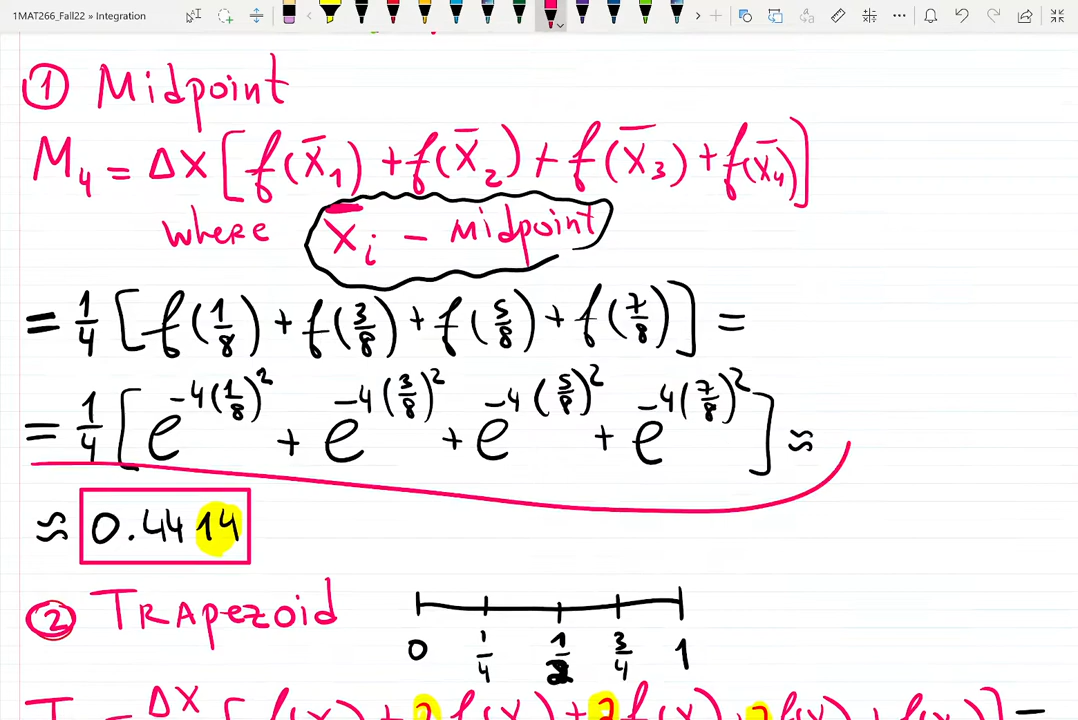 1MAT266_Fall22 » Integration
① Midpoint
M₄ = Δx [f(x̄₁) + f(x̄₂) + f(x̄₃) + f(x̄₄)]
where x̄ᵢ - midpoint
= 1/4 [f(1/8) + f(3/8) + f(5/8) + f(7/8)] =
= 1/4 [e^-4(1/8)² + e^-4(3/8)² + e^-4(5/8)² + e^-4(7/8)²] ≈
≈ 0.4414
② TRApezoid
0 1/4 1/2 3/4 1